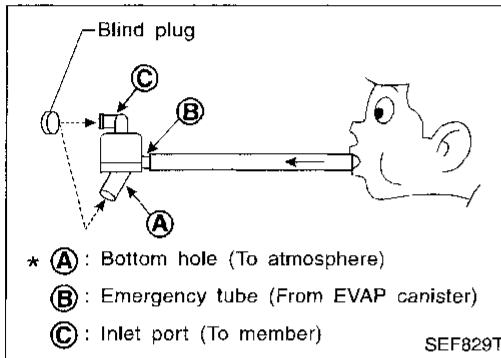 Blind plug
C
B
A
* A : Bottom hole (To atmosphere)
B : Emergency tube (From EVAP canister)
C : Inlet port (To member)
SEF829T